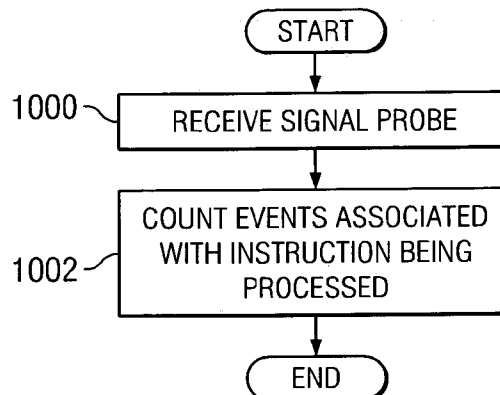 START
1000
RECEIVE SIGNAL PROBE
COUNT EVENTS ASSOCIATED
WITH INSTRUCTION BEING
1002
PROCESSED
END